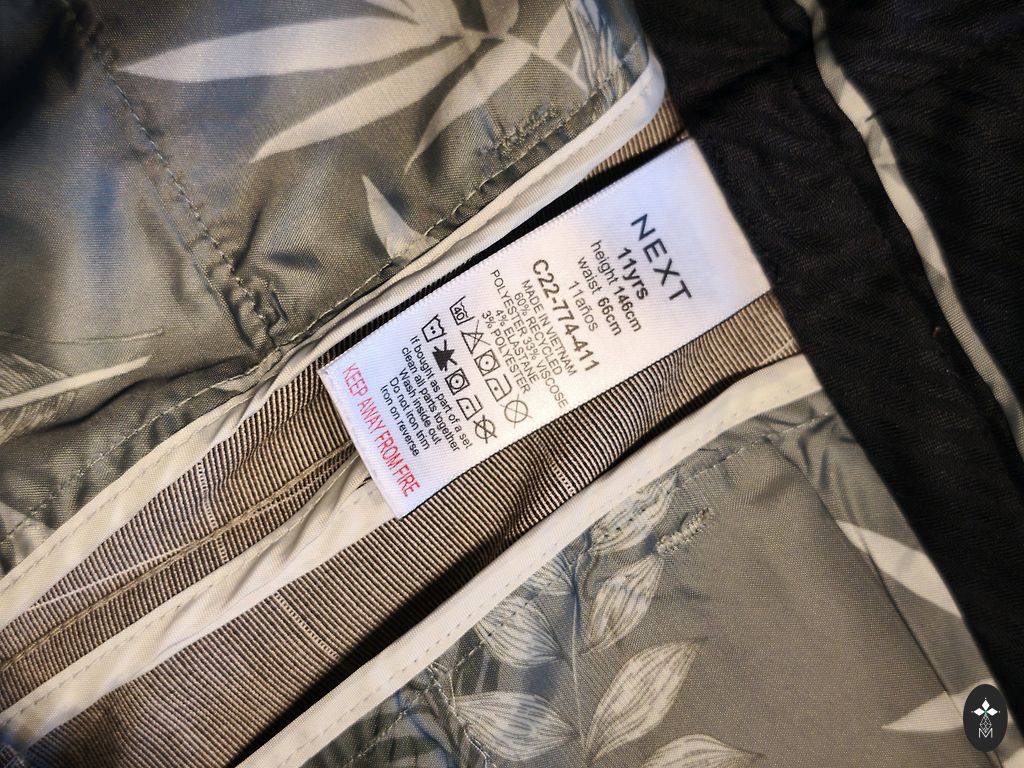 NEXT
11yrs
height 146cm
waist 66cm
11años
C22-774-411
MADE IN VIETNAM
60% RECYCLED
POLYESTER 33% VISCOSE
4% ELASTANE
3% POLYESTER
40
If bought as part of a set
clean all parts together
Wash inside out
Do not iron trim
Iron on reverse
KEEP AWAY FROM FIRE
M